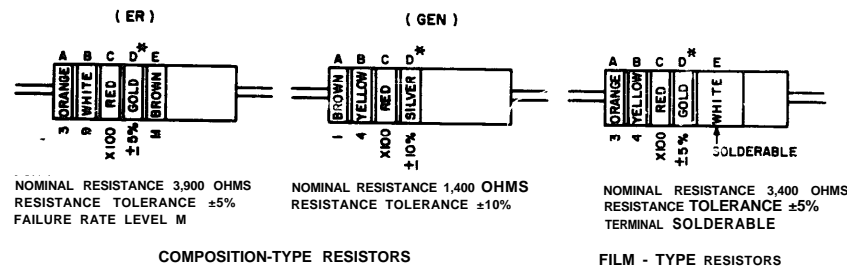 ( ER )
( GEN )
A B C D* E
ORANGE WHITE RED GOLD BROWN
3 9 X100 ±5% M
A B C D*
BROWN YELLOW RED SILVER
1 4 X100 ±10%
A B C D* E
ORANGE YELLOW RED GOLD WHITE
3 4 X100 ±5% SOLDERABLE
NOMINAL RESISTANCE 3,900 OHMS
RESISTANCE TOLERANCE ±5%
FAILURE RATE LEVEL M
NOMINAL RESISTANCE 1,400 OHMS
RESISTANCE TOLERANCE ±10%
NOMINAL RESISTANCE 3,400 OHMS
RESISTANCE TOLERANCE ±5%
TERMINAL SOLDERABLE
COMPOSITION-TYPE RESISTORS
FILM - TYPE RESISTORS